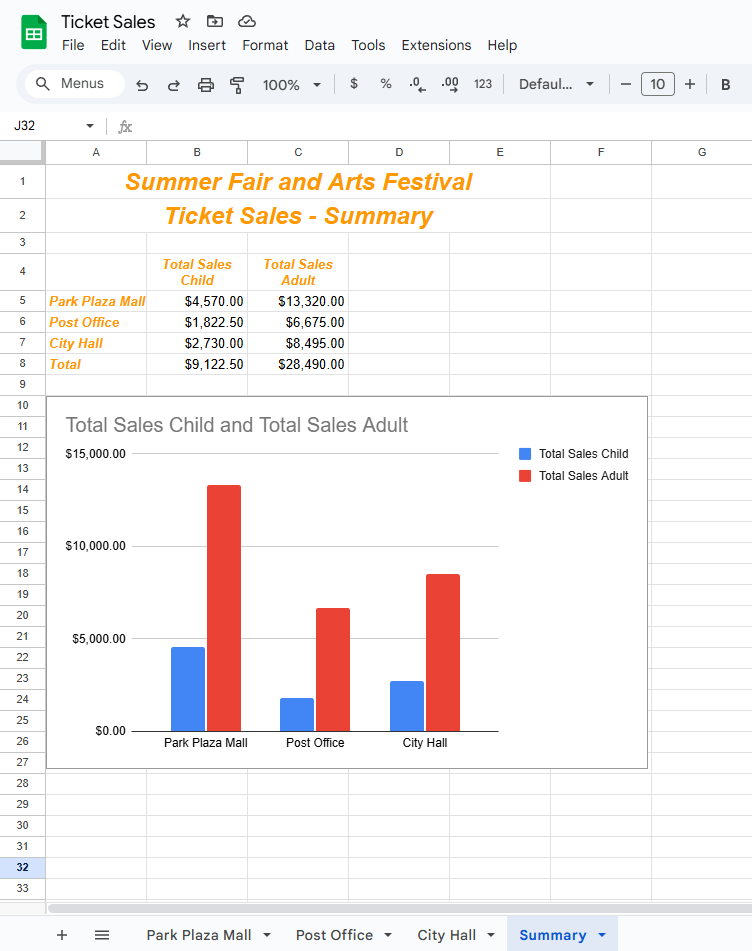 Ticket Sales
File Edit View Insert Format Data Tools Extensions Help
Menus 100% $ % .0 .00 123 Defaul... − 10 + B
J32 fx
A B C D E F G
1 Summer Fair and Arts Festival
2 Ticket Sales - Summary
3
4 Total Sales Child Total Sales Adult
5 Park Plaza Mall $4,570.00 $13,320.00
6 Post Office $1,822.50 $6,675.00
7 City Hall $2,730.00 $8,495.00
8 Total $9,122.50 $28,490.00
9
10
11 Total Sales Child and Total Sales Adult
12 $15,000.00 Total Sales Child
13 Total Sales Adult
14
15
16
17 $10,000.00
18
19
20
21 $5,000.00
22
23
24
25
26 $0.00
Park Plaza Mall Post Office City Hall
27
28
29
30
31
32
33
+ Park Plaza Mall Post Office City Hall Summary